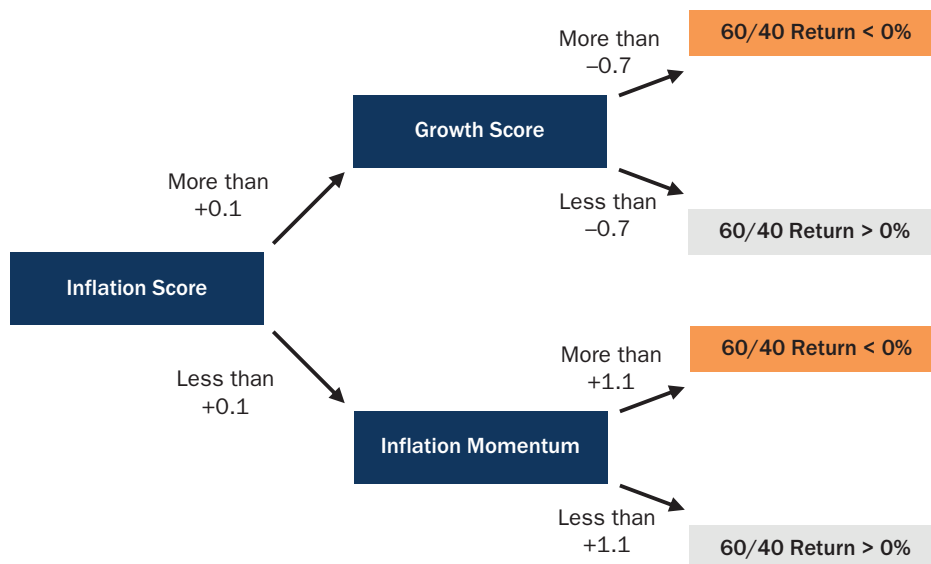 60/40 Return < 0%
More than
–0.7
Growth Score
More than
+0.1
Less than
–0.7
60/40 Return > 0%
Inflation Score
60/40 Return < 0%
More than
+1.1
Less than
+0.1
Inflation Momentum
Less than
+1.1
60/40 Return > 0%